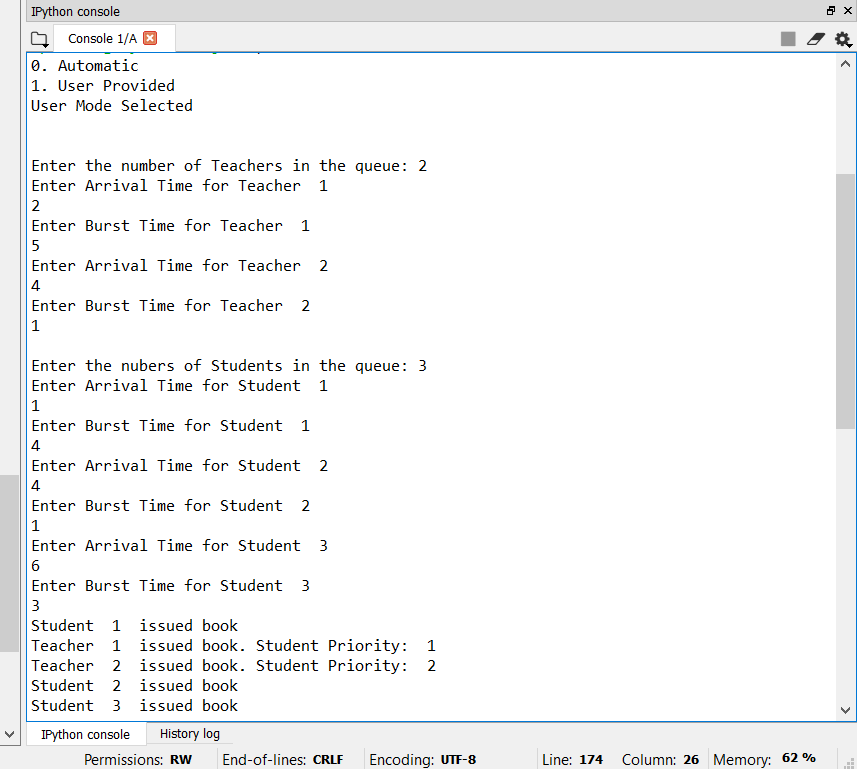 IPython console
Console 1/A
0. Automatic
1. User Provided
User Mode Selected
Enter the number of Teachers in the queue: 2
Enter Arrival Time for Teacher  1
2
Enter Burst Time for Teacher  1
5
Enter Arrival Time for Teacher  2
4
Enter Burst Time for Teacher  2
1
Enter the nubers of Students in the queue: 3
Enter Arrival Time for Student  1
1
Enter Burst Time for Student  1
4
Enter Arrival Time for Student  2
4
Enter Burst Time for Student  2
1
Enter Arrival Time for Student  3
6
Enter Burst Time for Student  3
3
Student  1  issued book
Teacher  1  issued book. Student Priority:  1
Teacher  2  issued book. Student Priority:  2
Student  2  issued book
Student  3  issued book
IPython console History log
Permissions: RW End-of-lines: CRLF Encoding: UTF-8 Line: 174 Column: 26 Memory: 62 %